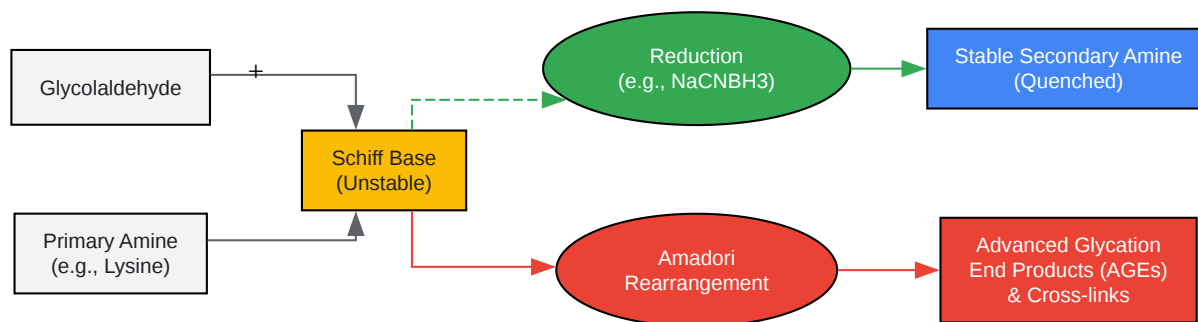 Glycolaldehyde
+
Primary Amine
(e.g., Lysine)
Schiff Base
(Unstable)
Reduction
(e.g., NaCNBH3)
Stable Secondary Amine
(Quenched)
Amadori
Rearrangement
Advanced Glycation
End Products (AGEs)
& Cross-links